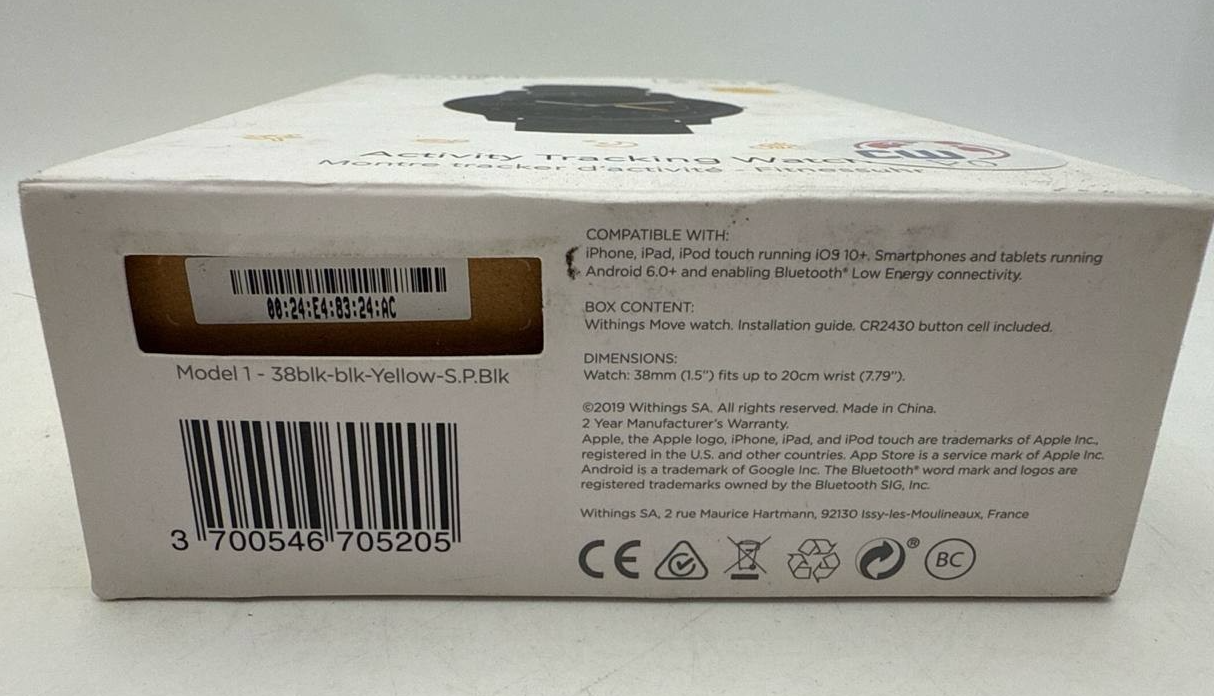 Activity Tracking Watch
Montre tracker d'activité - Fitnessuhr
00:24:E4:83:24:AC
Model 1 - 38blk-blk-Yellow-S.P.Blk
3 700546 705205
COMPATIBLE WITH:
iPhone, iPad, iPod touch running iOS 10+. Smartphones and tablets running
Android 6.0+ and enabling Bluetooth® Low Energy connectivity.
BOX CONTENT:
Withings Move watch. Installation guide. CR2430 button cell included.
DIMENSIONS:
Watch: 38mm (1.5") fits up to 20cm wrist (7.79").
©2019 Withings SA. All rights reserved. Made in China.
2 Year Manufacturer's Warranty.
Apple, the Apple logo, iPhone, iPad, and iPod touch are trademarks of Apple Inc.,
registered in the U.S. and other countries. App Store is a service mark of Apple Inc.
Android is a trademark of Google Inc. The Bluetooth® word mark and logos are
registered trademarks owned by the Bluetooth SIG, Inc.
Withings SA, 2 rue Maurice Hartmann, 92130 Issy-les-Moulineaux, France
CE ® BC